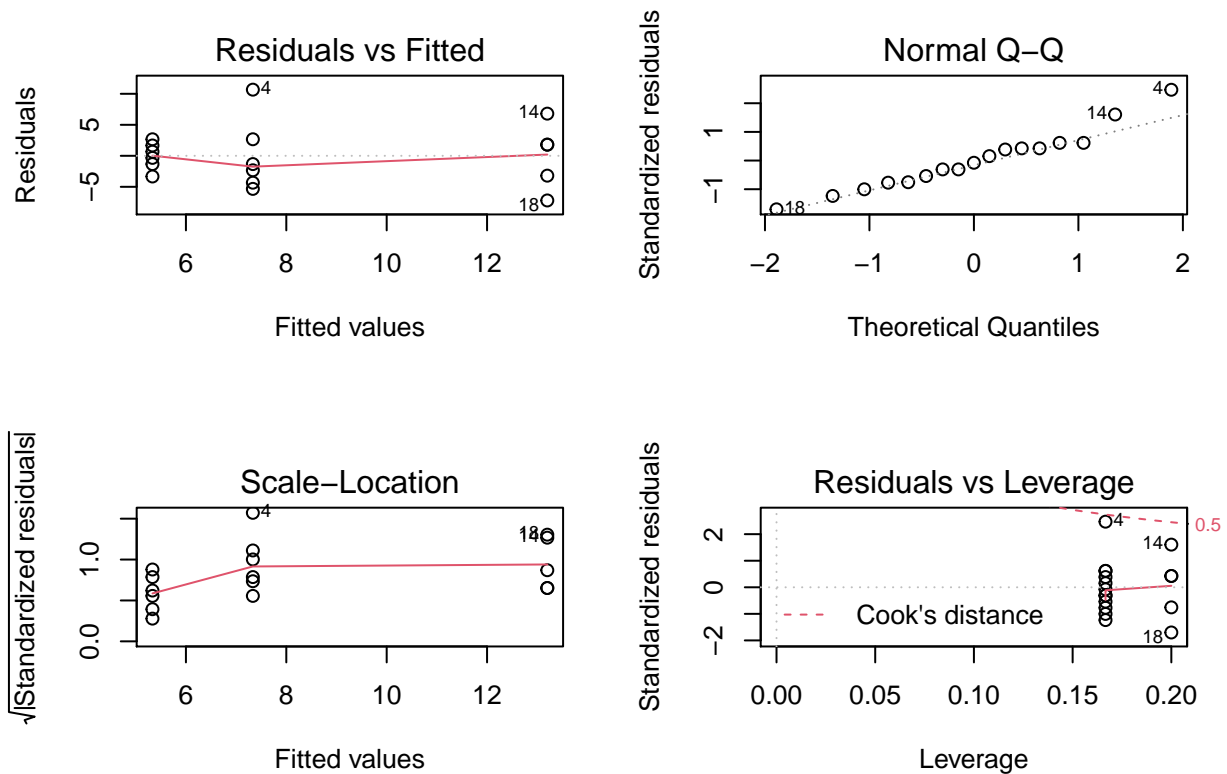 Residuals vs Fitted
Residuals
5
−5
4
14
18
6 8 10 12
Fitted values
Normal Q−Q
Standardized residuals
1
−1
4
14
18
−2 −1 0 1 2
Theoretical Quantiles
Scale−Location
√|Standardized residuals|
1.0
0.0
4
18
14
6 8 10 12
Fitted values
Residuals vs Leverage
Standardized residuals
2
0
−2
4
14
18
0.5
Cook's distance
0.00 0.05 0.10 0.15 0.20
Leverage